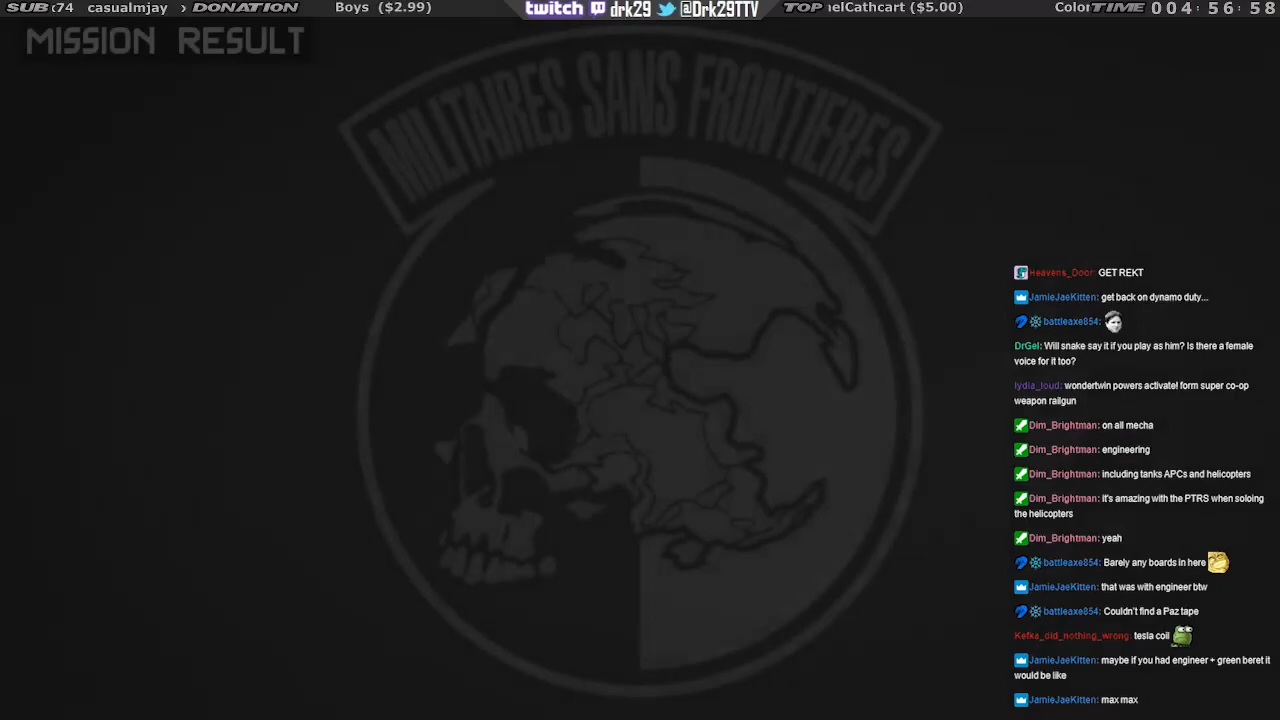 SUB: 74 casualmjay > DONATION Boys ($2.99) twitch drk29 @Drk29TTV TOP elCathcart ($5.00) Color TIME 004:56:58
MISSION RESULT
MILITAIRES SANS FRONTIERES
Heavens_Door: GET REKT
JamieJaeKitten: get back on dynamo duty...
battleaxe854:
DrGel: Will snake say it if you play as him? Is there a female
voice for it too?
lydia_loud: wondertwin powers activate! form super co-op
weapon railgun
Dim_Brightman: on all mecha
Dim_Brightman: engineering
Dim_Brightman: including tanks APCs and helicopters
Dim_Brightman: it's amazing with the PTRS when soloing
the helicopters
Dim_Brightman: yeah
battleaxe854: Barely any boards in here
JamieJaeKitten: that was with engineer btw
battleaxe854: Couldn't find a Paz tape
Kefka_did_nothing_wrong: tesla coil
JamieJaeKitten: maybe if you had engineer + green beret it
would be like
JamieJaeKitten: max max